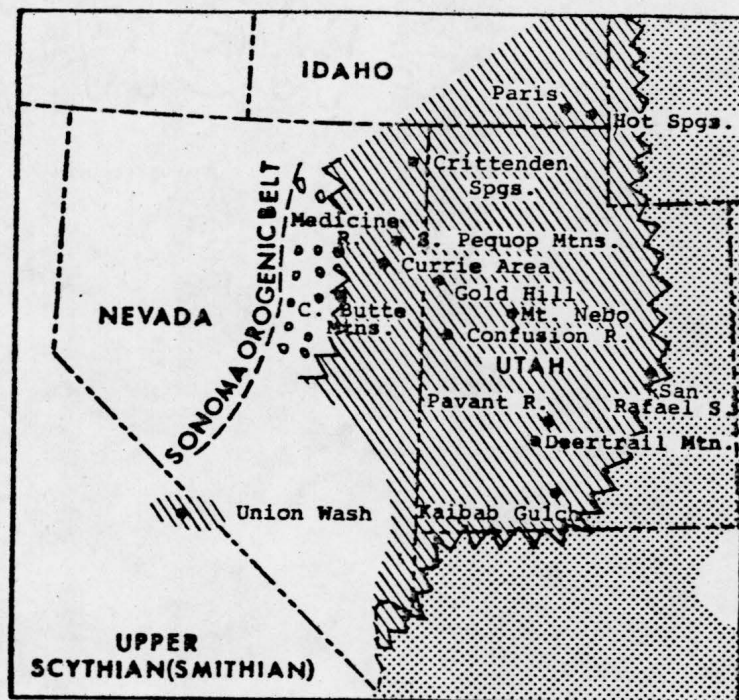 IDAHO
Paris
Hot Spgs.
Crittenden
Spgs.
SONOMA OROGENIC BELT
Medicine
R.
S. Pequop Mtns.
Currie Area
Gold Hill
NEVADA
C. Butte
Mtns.
Mt. Nebo
Confusion R.
UTAH
San
Rafael S.
Pavant R.
Deertrail Mtn.
Union Wash
Kaibab Gulch
UPPER
SCYTHIAN(SMITHIAN)